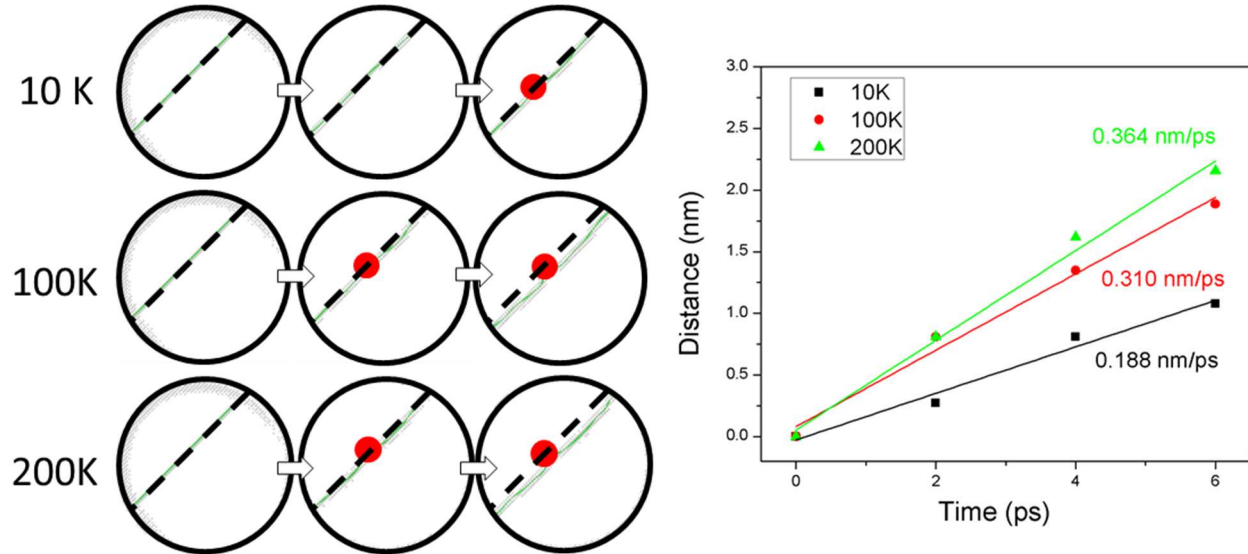 10 K
100K
200K
3.0
2.5
2.0
1.5
1.0
0.5
0.0
Distance (nm)
10K
100K
200K
0.364 nm/ps
0.310 nm/ps
0.188 nm/ps
0
2
4
6
Time (ps)